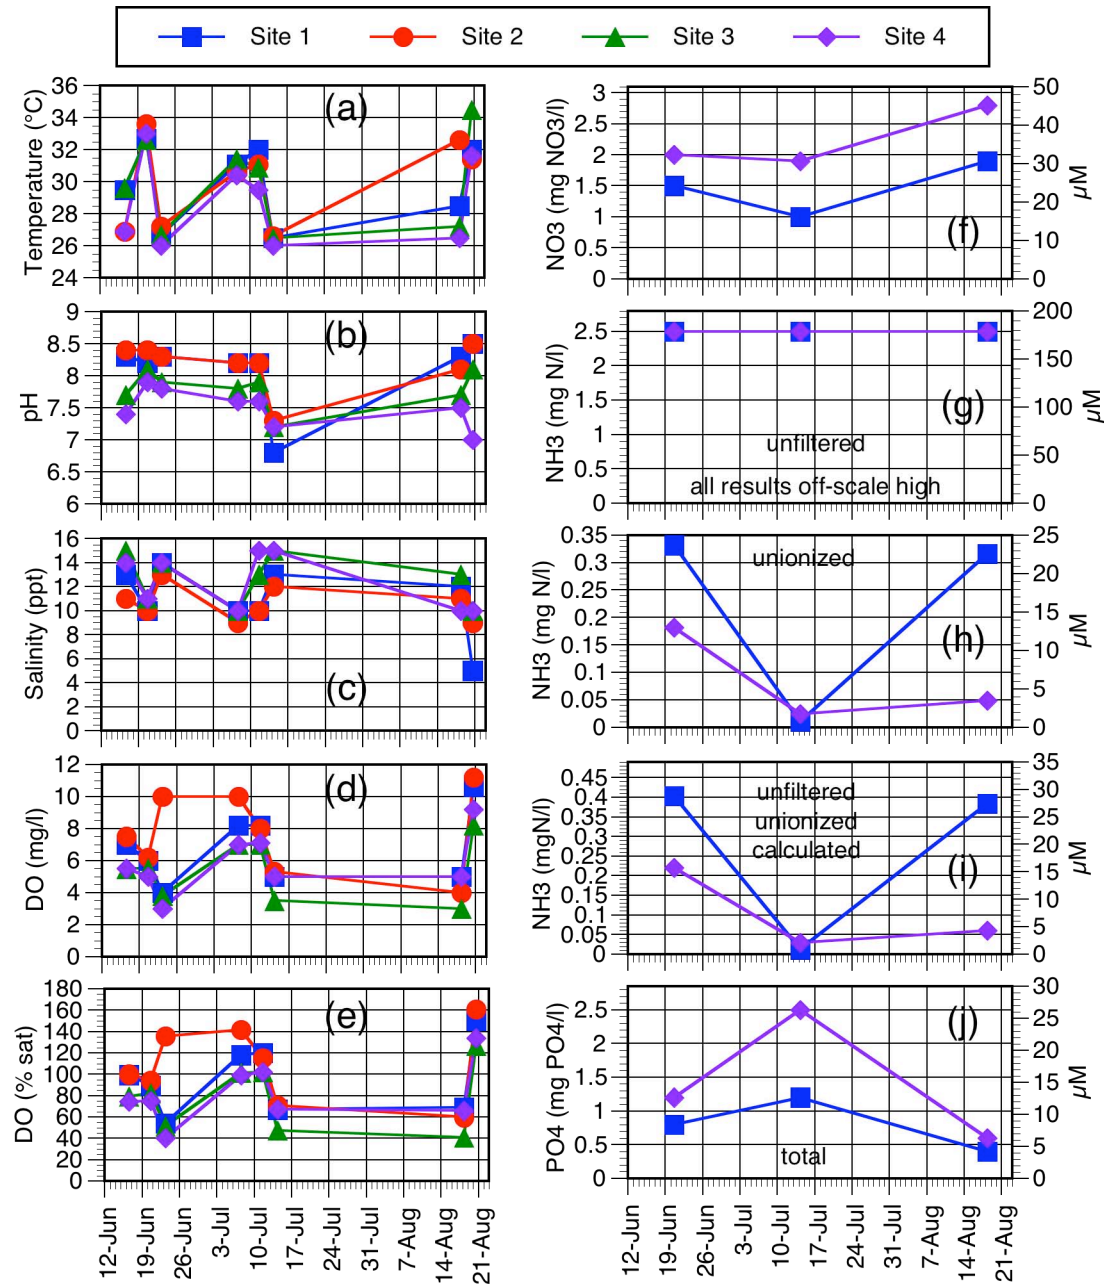 Site 1 Site 2 Site 3 Site 4
Temperature (°C)
36
34
32
30
28
26
24
(a)
pH
9
8.5
8
7.5
7
6.5
6
(b)
Salinity (ppt)
16
14
12
10
8
6
4
2
0
(c)
DO (mg/l)
12
10
8
6
4
2
0
(d)
DO (% sat)
180
160
140
120
100
80
60
40
20
0
(e)
12-Jun
19-Jun
26-Jun
3-Jul
10-Jul
17-Jul
24-Jul
31-Jul
7-Aug
14-Aug
21-Aug
NO3 (mg NO3/l)
3
2.5
2
1.5
1
0.5
0
(f)
50
40
30
20
10
0
µM
NH3 (mg N/l)
2.5
2
1.5
1
0.5
0
(g)
unfiltered
all results off-scale high
200
150
100
50
0
µM
NH3 (mg N/l)
0.35
0.3
0.25
0.2
0.15
0.1
0.05
0
unionized
(h)
25
20
15
10
5
0
µM
NH3 (mgN/l)
0.45
0.4
0.35
0.3
0.25
0.2
0.15
0.1
0.05
0
unfiltered
unionized
calculated
(i)
35
30
25
20
15
10
5
0
µM
PO4 (mg PO4/l)
2.5
2
1.5
1
0.5
0
(j)
total
30
25
20
15
10
5
0
µM
12-Jun
19-Jun
26-Jun
3-Jul
10-Jul
17-Jul
24-Jul
31-Jul
7-Aug
14-Aug
21-Aug